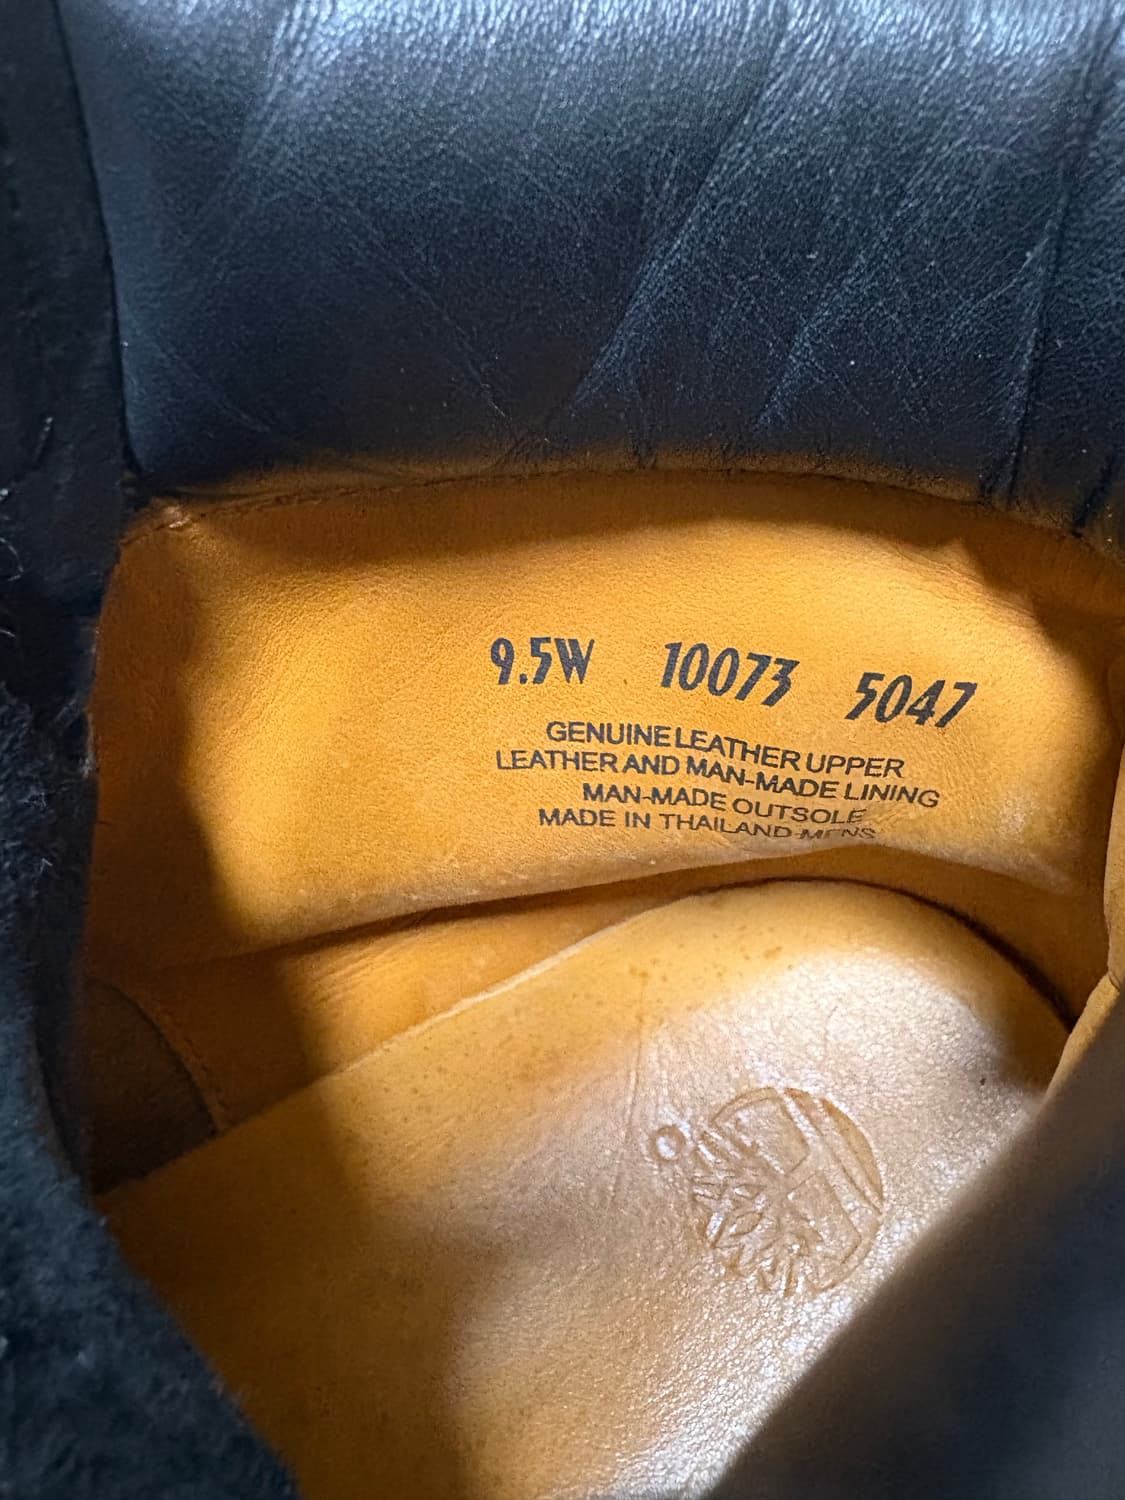 9.5W 10073 5047
GENUINE LEATHER UPPER
LEATHER AND MAN-MADE LINING
MAN-MADE OUTSOLE
MADE IN THAILAND-MENS